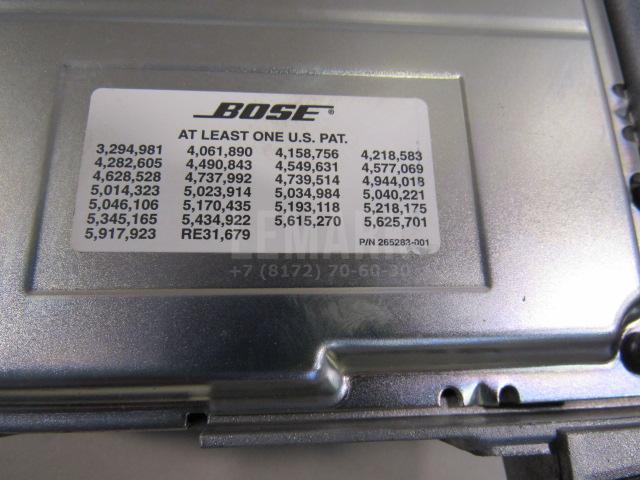 BOSE®
AT LEAST ONE U.S. PAT.
3,294,981 4,061,890 4,158,756 4,218,583
4,282,605 4,490,843 4,549,631 4,577,069
4,628,528 4,737,992 4,739,514 4,944,018
5,014,323 5,023,914 5,034,984 5,040,221
5,046,106 5,170,435 5,193,118 5,218,175
5,345,165 5,434,922 5,615,270 5,625,701
5,917,923 RE31,679
P/N 265283-001
+7 (8172) 70-60-30